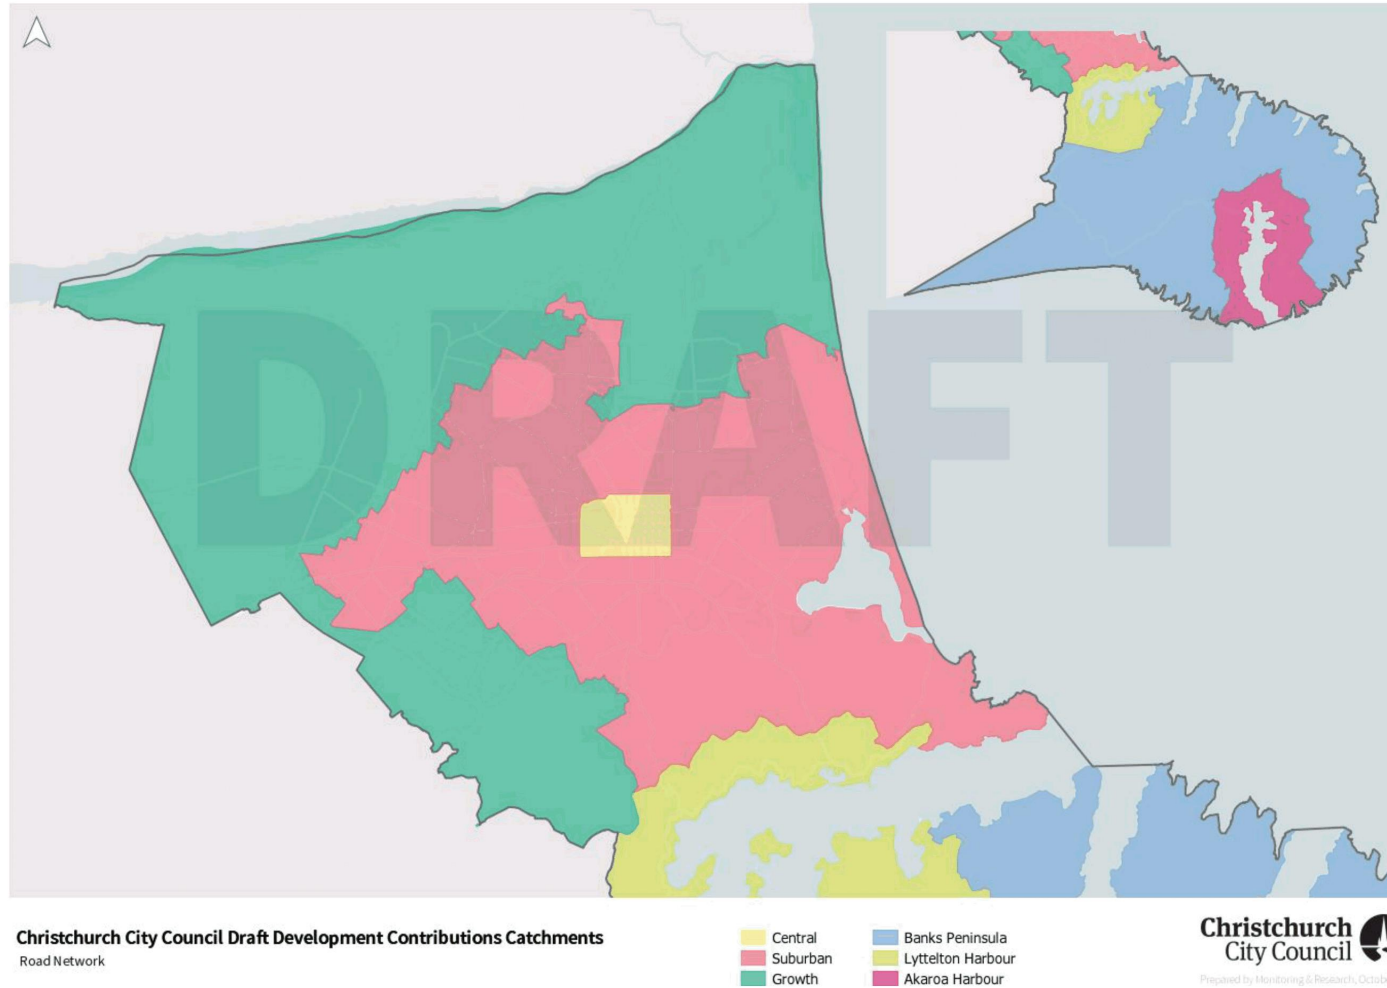 DRAFT
Christchurch City Council Draft Development Contributions Catchments
Road Network
Central
Suburban
Growth
Banks Peninsula
Lyttelton Harbour
Akaroa Harbour
Christchurch
City Council
Prepared by Monitoring & Research,